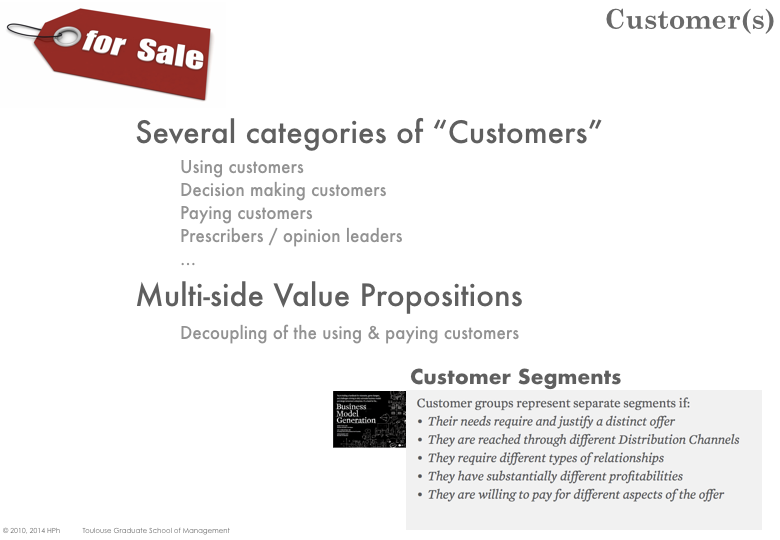 for Sale
Customer(s)
Several categories of “Customers”
Using customers
Decision making customers
Paying customers
Prescribers / opinion leaders
...
Multi-side Value Propositions
Decoupling of the using & paying customers
Customer Segments
Business
Model
Generation
Customer groups represent separate segments if:
• Their needs require and justify a distinct offer
• They are reached through different Distribution Channels
• They require different types of relationships
• They have substantially different profitabilities
• They are willing to pay for different aspects of the offer
© 2010, 2014 HPh Toulouse Graduate School of Management